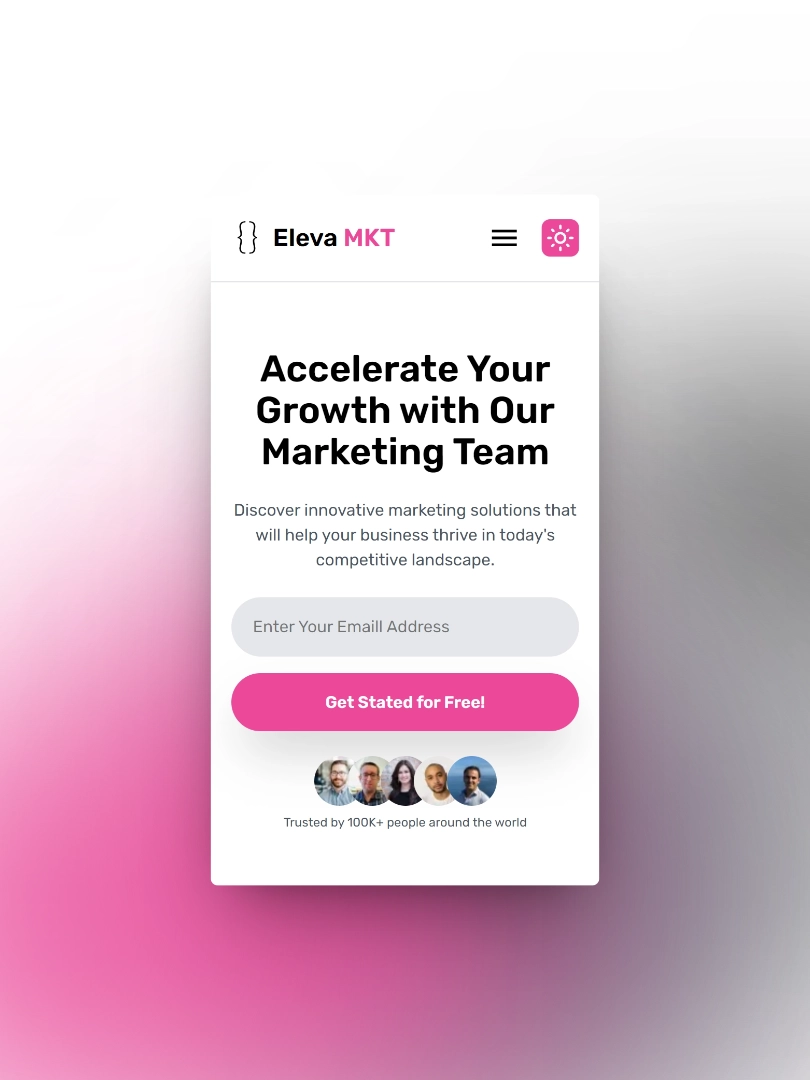 { } Eleva MKT
Accelerate Your
Growth with Our
Marketing Team
Discover innovative marketing solutions that
will help your business thrive in today's
competitive landscape.
Enter Your Emaill Address
Get Stated for Free!
Trusted by 100K+ people around the world